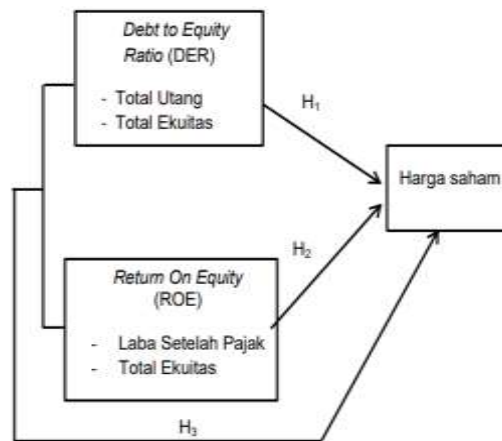 Debt to Equity
Ratio (DER)
- Total Utang
- Total Ekuitas
H1
Harga saham
H2
Return On Equity
(ROE)
- Laba Setelah Pajak
- Total Ekuitas
H3